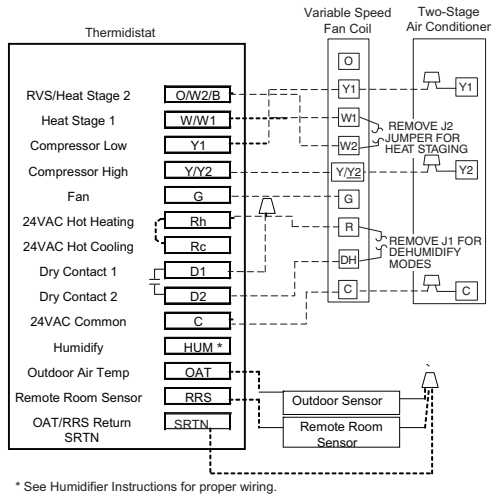 Variable Speed
Fan Coil
Two-Stage
Air Conditioner
Thermidistat
RVS/Heat Stage 2 O/W2/B
Heat Stage 1 W/W1
Compressor Low Y1
Compressor High Y/Y2
Fan G
24VAC Hot Heating Rh
24VAC Hot Cooling Rc
Dry Contact 1 D1
Dry Contact 2 D2
24VAC Common C
Humidify HUM *
Outdoor Air Temp OAT
Remote Room Sensor RRS
OAT/RRS Return
SRTN
SRTN
O
Y1
W1
W2
Y/Y2
G
R
DH
C
REMOVE J2
JUMPER FOR
HEAT STAGING
REMOVE J1 FOR
DEHUMIDIFY
MODES
Y1
Y2
C
Outdoor Sensor
Remote Room
Sensor
* See Humidifier Instructions for proper wiring.